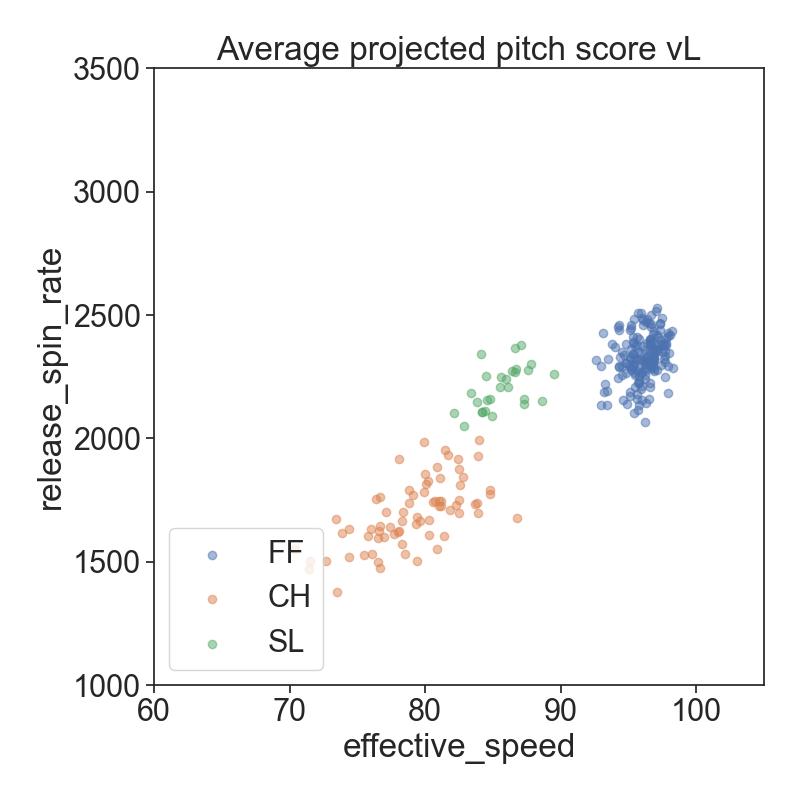 Average projected pitch score vL
3500
3000
2500
2000
1500
1000
release_spin_rate
FF
CH
SL
60
70
80
90
100
effective_speed